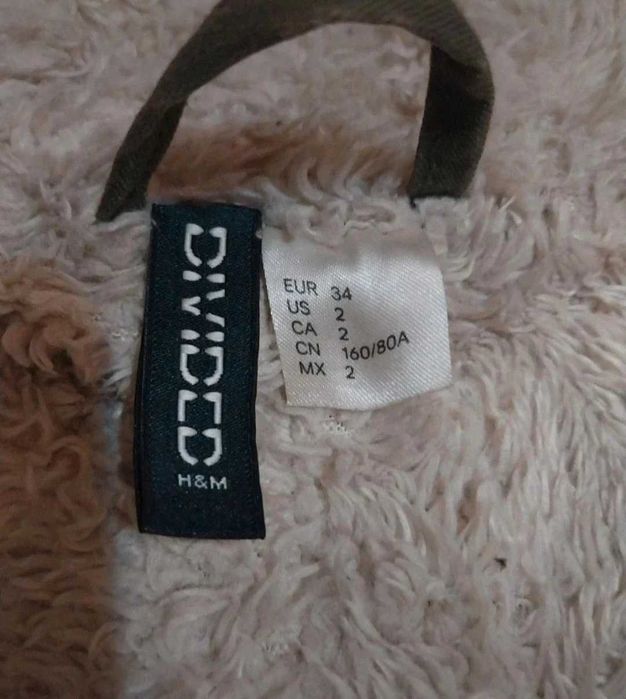 DIVIDED
H&M
EUR 34
US 2
CA 2
CN 160/80A
MX 2